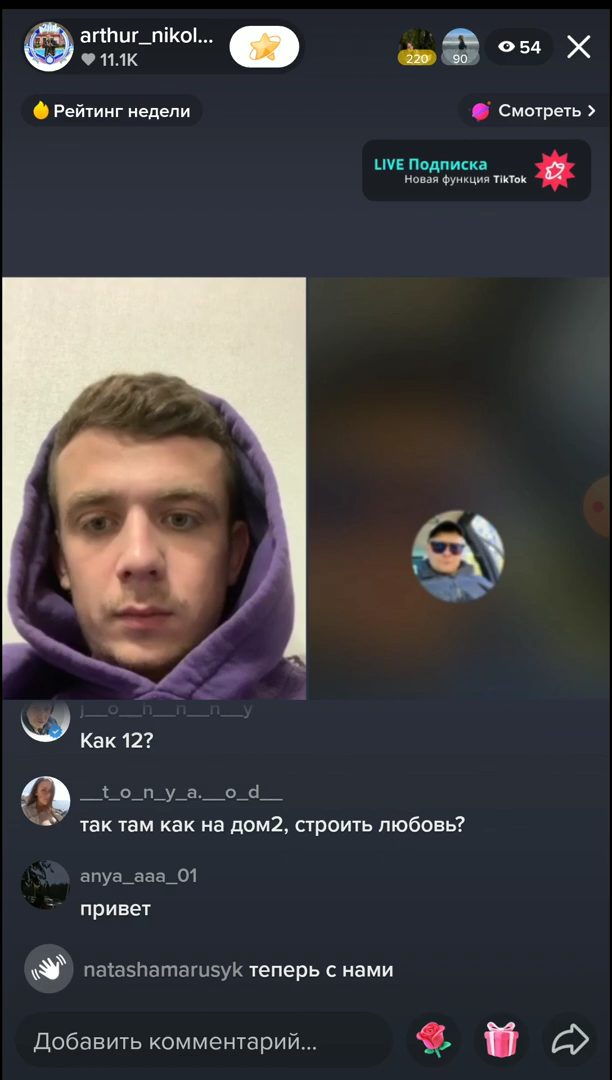 arthur_nikol...
11.1K
220
90
54
Рейтинг недели
Смотреть >
LIVE Подписка
Новая функция TikTok
j__o__h__n__n__y
Как 12?
__t_o_n_y_a.__o_d__
так там как на дом2, строить любовь?
anya_aaa_01
привет
natashamarusyk теперь с нами
Добавить комментарий...